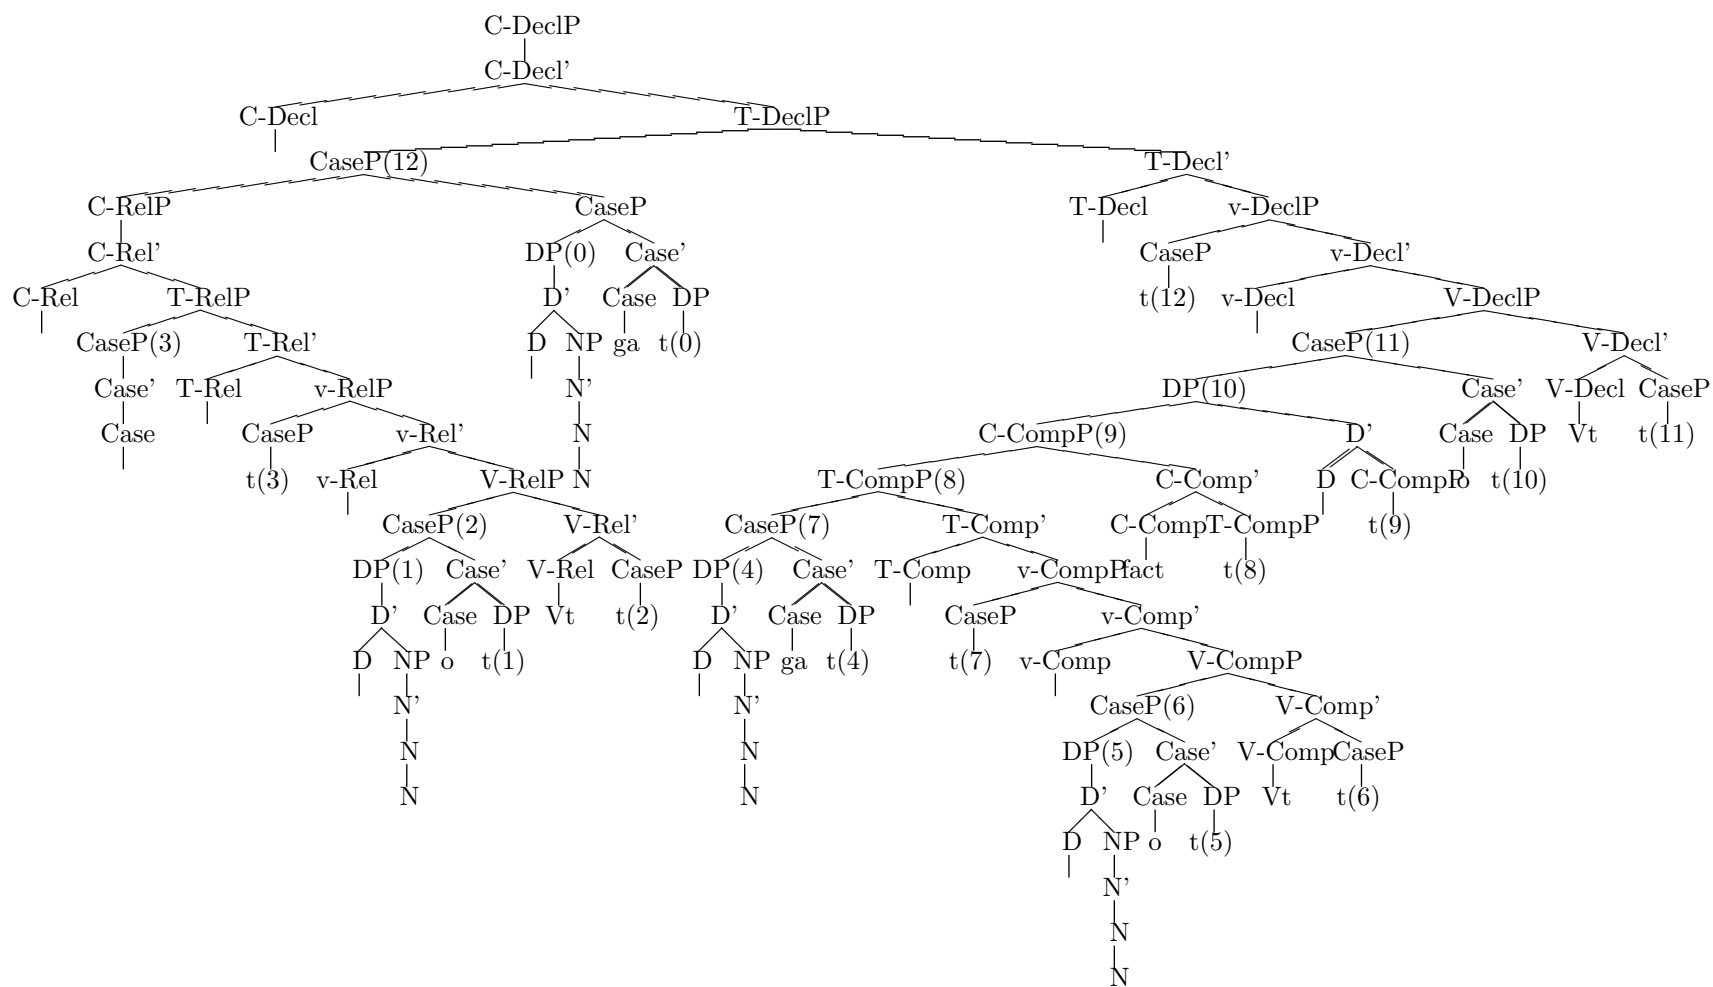 C-DeclP
C-Decl'
C-Decl T-DeclP
CaseP(12) T-Decl'
C-RelP CaseP T-Decl v-DeclP
C-Rel' DP(0) Case' CaseP v-Decl'
C-Rel T-RelP D' Case DP t(12) v-Decl V-DeclP
CaseP(3) T-Rel' D NP ga t(0) CaseP(11) V-Decl'
Case' T-Rel v-RelP N' DP(10) Case' V-Decl CaseP
Case CaseP v-Rel' N C-CompP(9) D' Case DP Vt t(11)
t(3) v-Rel V-RelP N T-CompP(8) C-Comp' D C-CompP o t(10)
CaseP(2) V-Rel' CaseP(7) T-Comp' C-Comp T-CompP t(9)
DP(1) Case' V-Rel CaseP DP(4) Case' T-Comp v-CompP fact t(8)
D' Case DP Vt t(2) D' Case DP CaseP v-Comp'
D NP o t(1) D NP ga t(4) t(7) v-Comp V-CompP
N' N' CaseP(6) V-Comp'
N N DP(5) Case' V-Comp CaseP
N N D' Case DP Vt t(6)
D NP o t(5)
N'
N
N